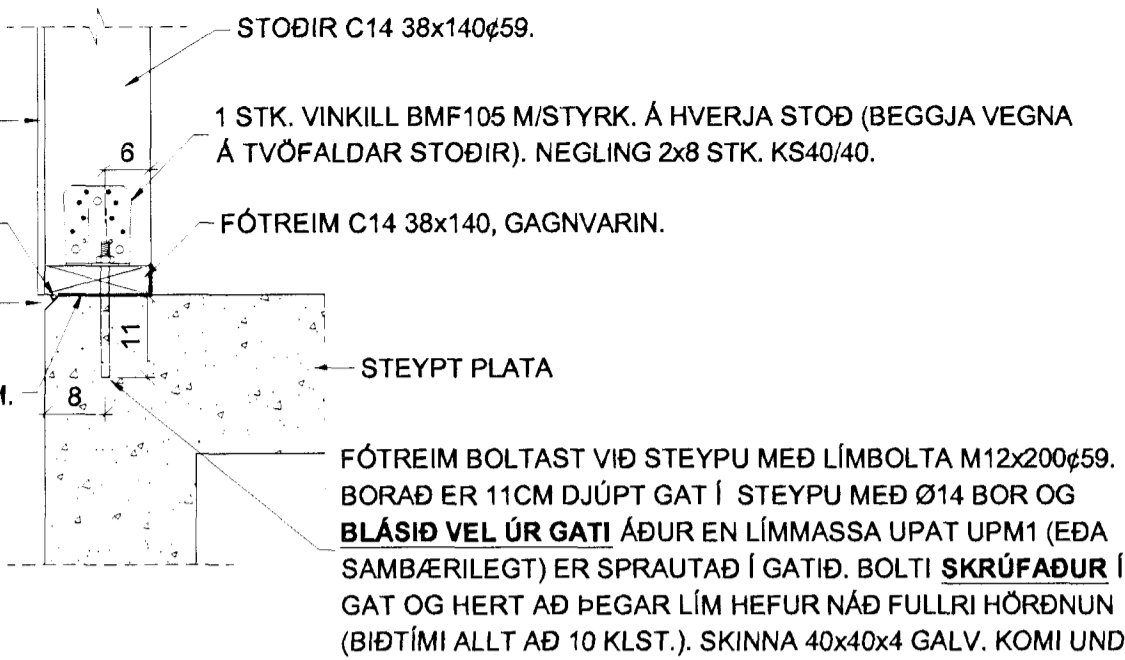 STOÐIR C14 38x140¢59.
1 STK. VINKILL BMF105 M/STYRK. Á HVERJA STOÐ (BEGGJA VEGNA
Á TVÖFALDAR STOÐIR). NEGLING 2x8 STK. KS40/40.
6
FÓTREIM C14 38x140, GAGNVARIN.
11
STEYPT PLATA
8
FÓTREIM BOLTAST VIÐ STEYPU MEÐ LÍMBOLTA M12x200¢59.
BORAÐ ER 11CM DJÚPT GAT Í STEYPU MEÐ Ø14 BOR OG
BLÁSIÐ VEL ÚR GATI ÁÐUR EN LÍMMASSA UPAT UPM1 (EÐA
SAMBÆRILEGT) ER SPRAUTAÐ Í GATIÐ. BOLTI SKRÚFAÐUR Í
GAT OG HERT AÐ ÞEGAR LÍM HEFUR NÁÐ FULLRI HÖRÐNUN
(BIÐTÍMI ALLT AÐ 10 KLST.). SKINNA 40x40x4 GALV. KOMI UND